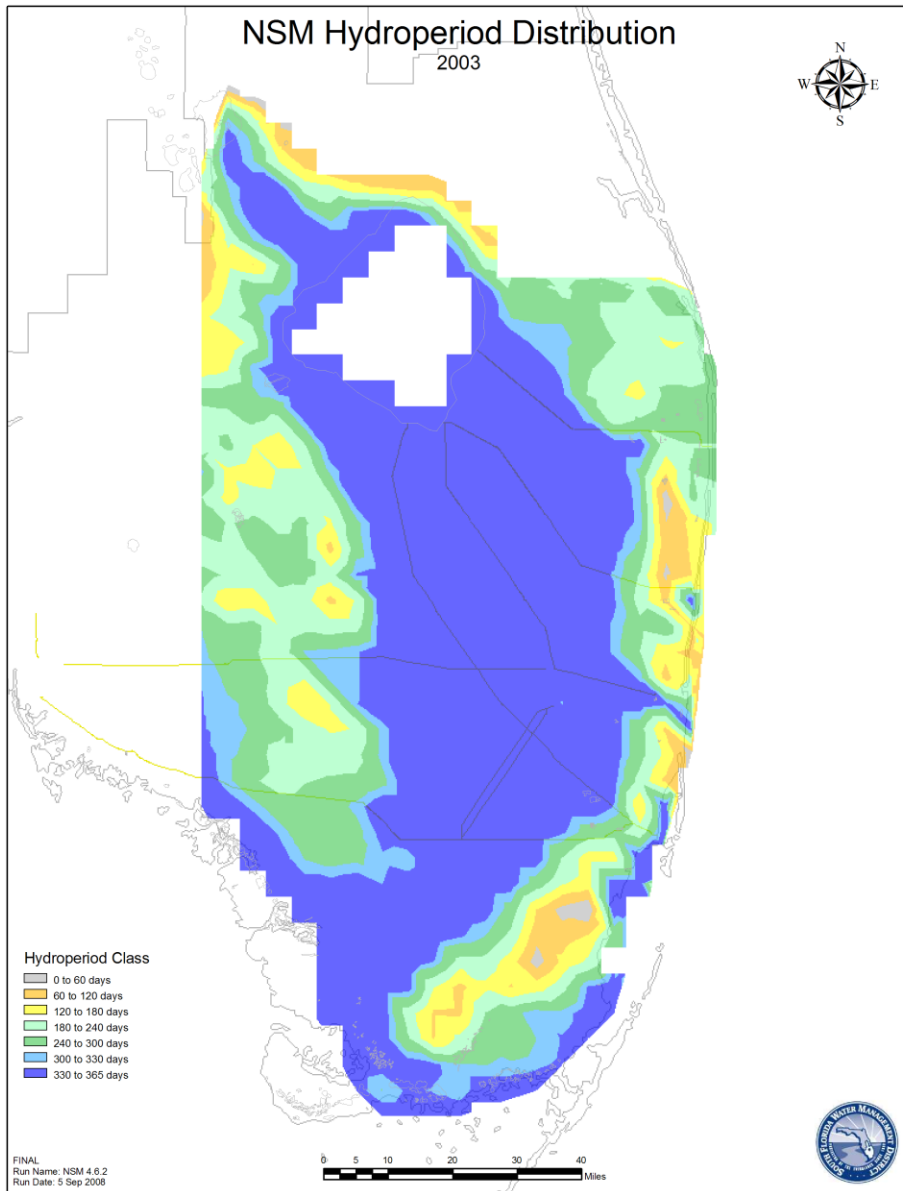 NSM Hydroperiod Distribution
2003
N
W E
S
Hydroperiod Class
0 to 60 days
60 to 120 days
120 to 180 days
180 to 240 days
240 to 300 days
300 to 330 days
330 to 365 days
FINAL
Run Name: NSM 4.6.2
Run Date: 5 Sep 2008
0 5 10 20 30 40
Miles
SOUTH FLORIDA WATER MANAGEMENT DISTRICT